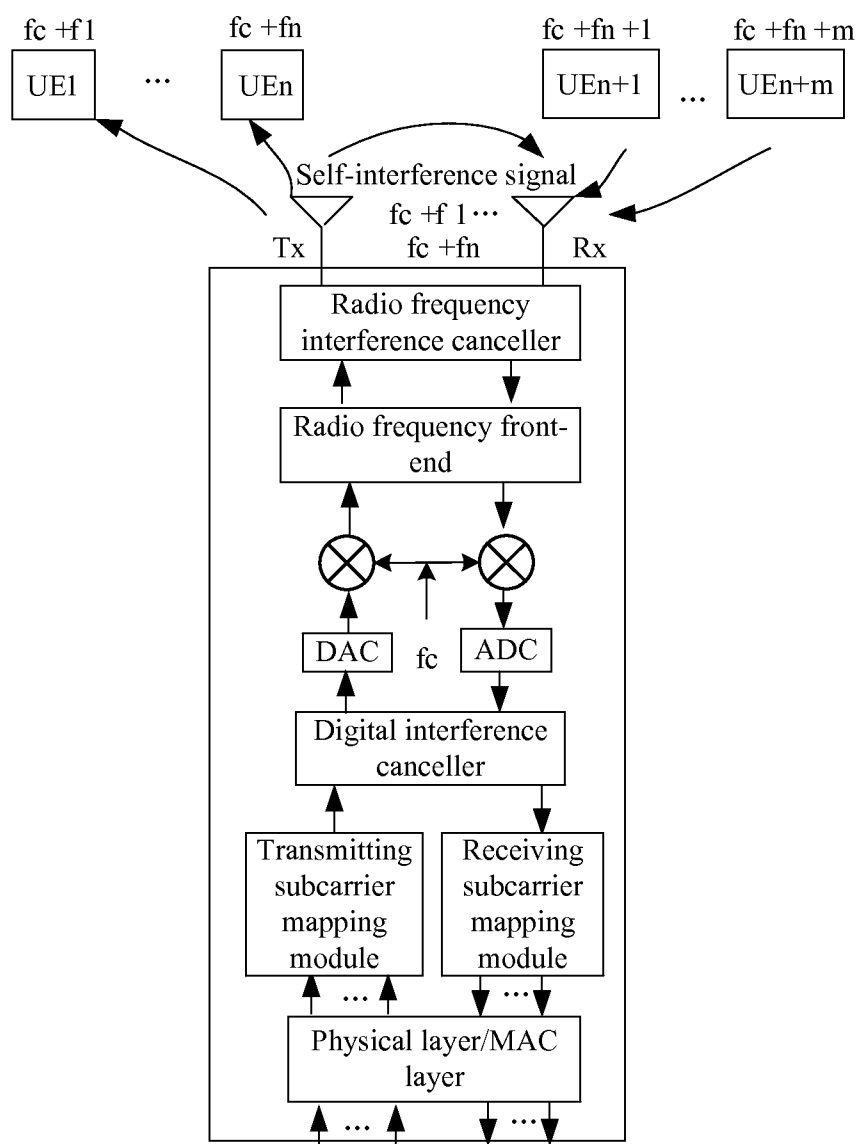 fc +f 1
fc +fn
fc +fn +1
fc +fn +m
UE1
...
UEn
UEn+1
...
UEn+m
Self-interference signal
fc +f 1...
fc +fn
Tx
Rx
Radio frequency
interference canceller
Radio frequency front-
end
DAC
fc
ADC
Digital interference
canceller
Transmitting
subcarrier
mapping
module
Receiving
subcarrier
mapping
module
...
...
Physical layer/MAC
layer
...
...